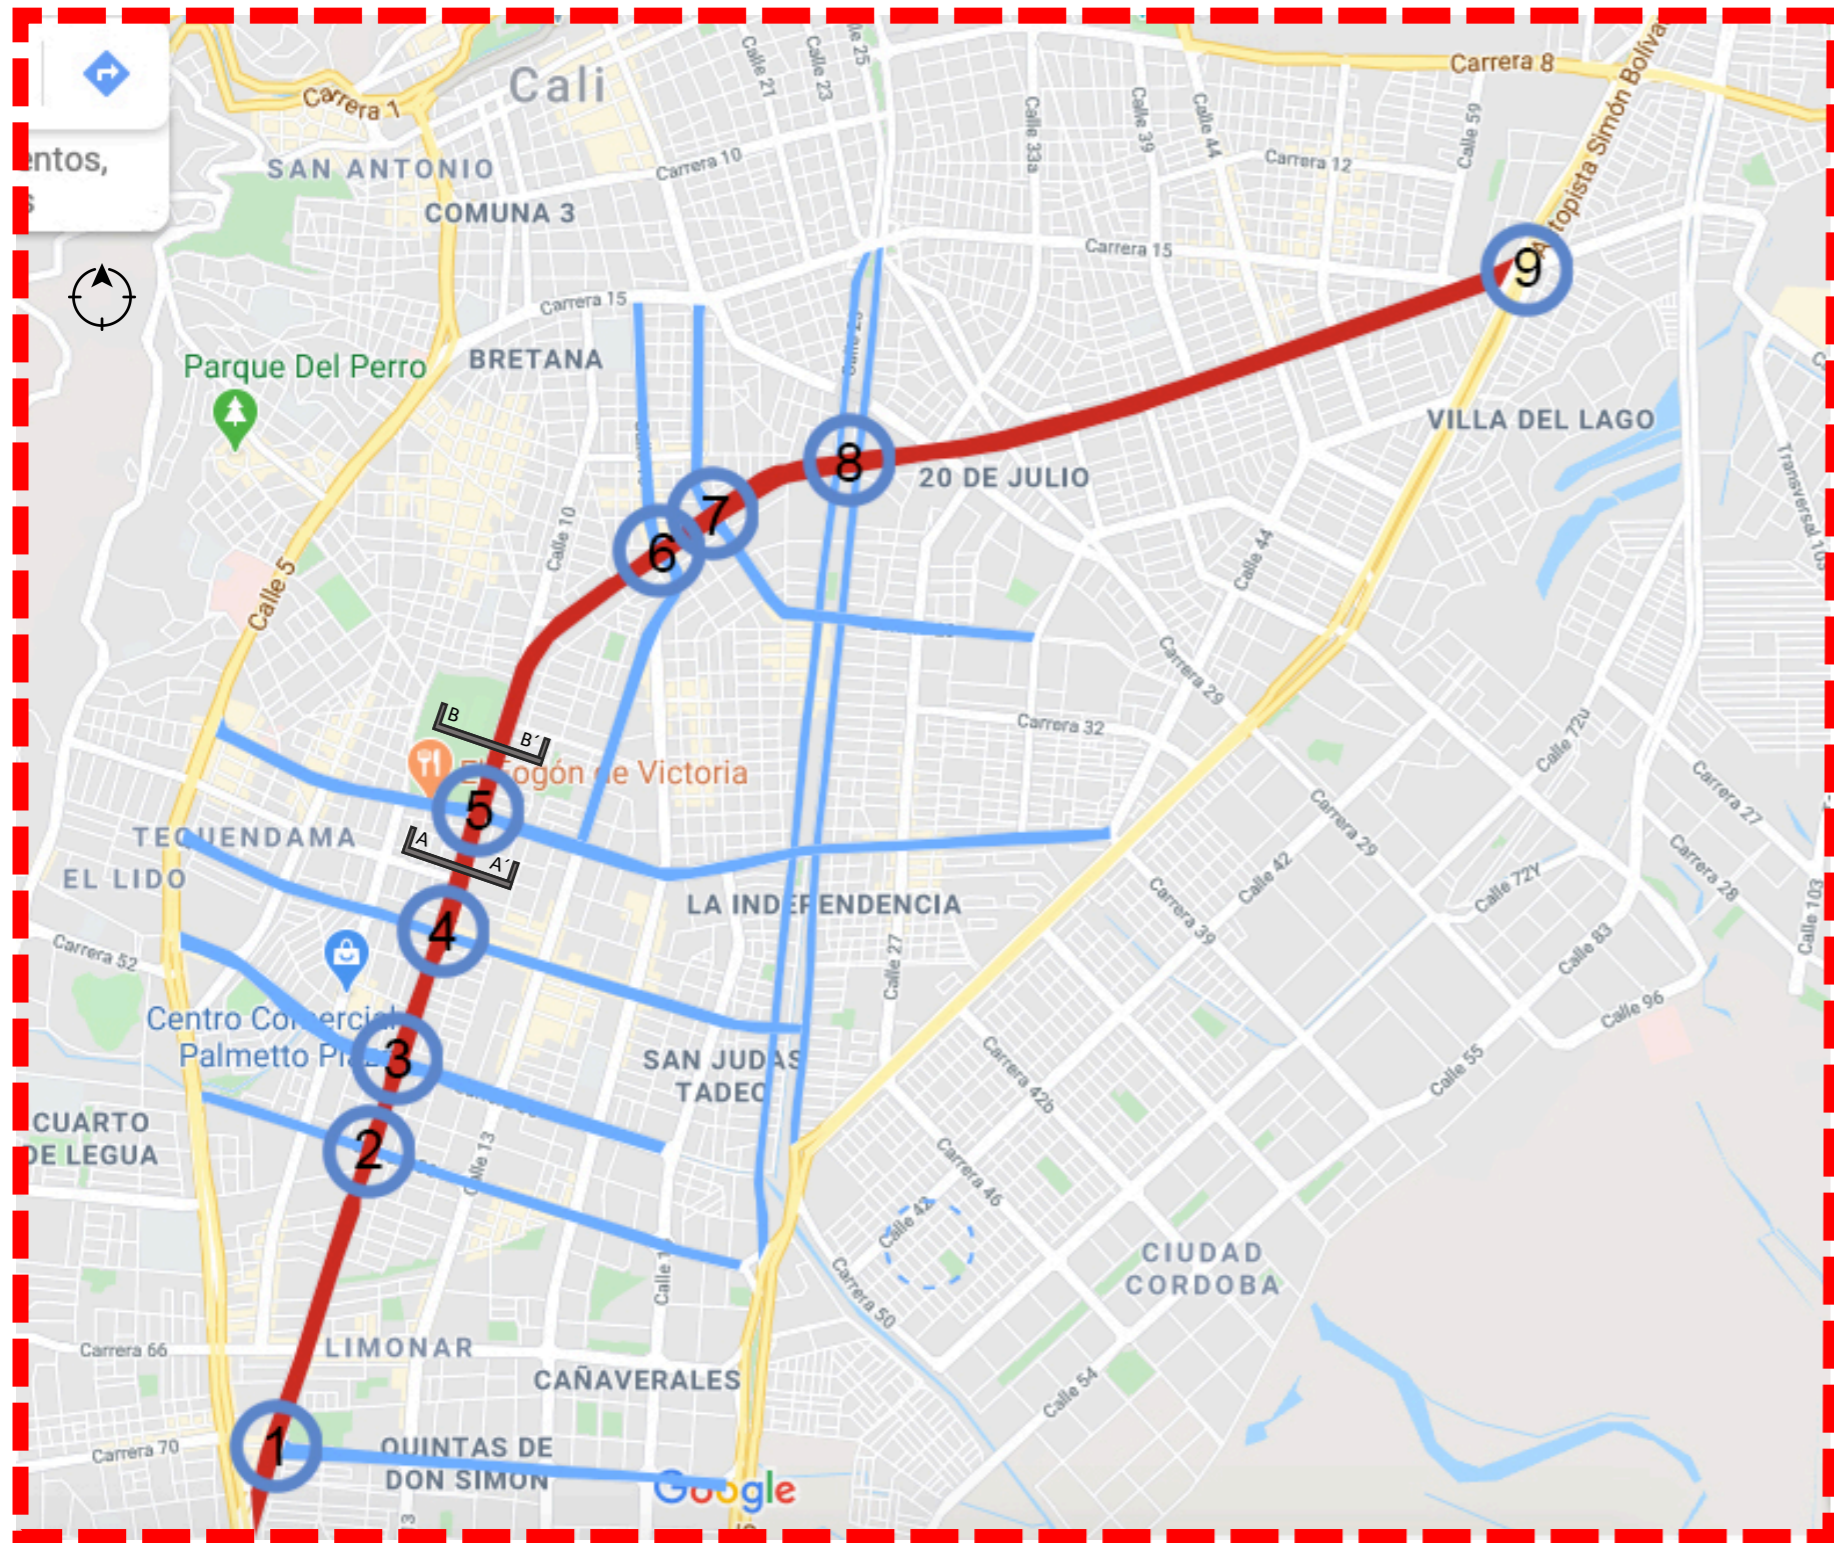 Calle 21
Calle 23
Carrera 8
Cali
Carrera 1
Calle 59
Autopista Simón Bolívar
entos,
s
Calle 33a
Calle 39
Calle 44
Carrera 12
Carrera 10
SAN ANTONIO
COMUNA 3
Carrera 15
9
Carrera 15
Parque Del Perro
BRETANA
VILLA DEL LAGO
8
20 DE JULIO
7
6
Calle 10
Calle 44
Calle 5
Carrera 29
B
B´
Carrera 32
Calle 72u
El Fogón de Victoria
5
Carrera 27
TEQUENDAMA
A
A´
Carrera 29
EL LIDO
Calle 42
Calle 72Y
Carrera 28
LA INDEPENDENCIA
4
Carrera 39
Calle 103
Carrera 52
Calle 27
Calle 83
Centro Comercial
Palmetto Plaza
3
Calle 96
SAN JUDAS
TADEO
Carrera 42b
Calle 55
CUARTO
DE LEGUA
2
Calle 13
Carrera 46
Calle 42
CIUDAD
CORDOBA
Carrera 50
Carrera 66
LIMONAR
CAÑAVERALES
Calle 54
1
Carrera 70
QUINTAS DE
DON SIMON
Google